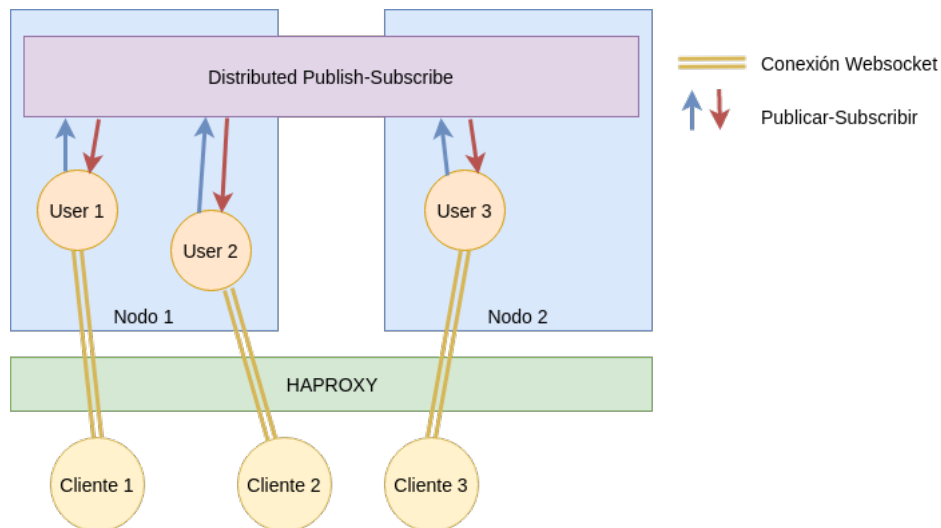 Distributed Publish-Subscribe
Conexión Websocket
Publicar-Subscribir
User 1
User 2
User 3
Nodo 1
Nodo 2
HAPROXY
Cliente 1
Cliente 2
Cliente 3